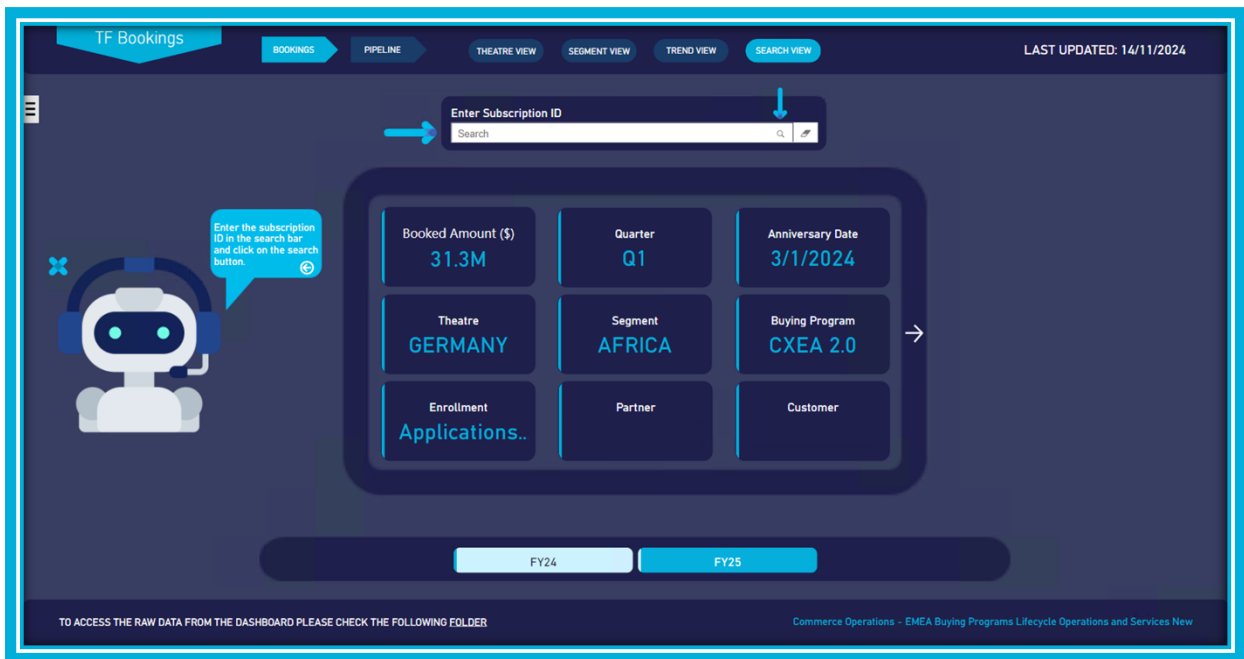 TF Bookings
BOOKINGS
PIPELINE
THEATRE VIEW
SEGMENT VIEW
TREND VIEW
SEARCH VIEW
LAST UPDATED: 14/11/2024
Enter Subscription ID
Search
Enter the subscription
ID in the search bar
and click on the search
button.
Booked Amount ($)
31.3M
Quarter
Q1
Anniversary Date
3/1/2024
Theatre
GERMANY
Segment
AFRICA
Buying Program
CXEA 2.0
Enrollment
Applications..
Partner
Customer
FY24
FY25
TO ACCESS THE RAW DATA FROM THE DASHBOARD PLEASE CHECK THE FOLLOWING FOLDER
Commerce Operations - EMEA Buying Programs Lifecycle Operations and Services New